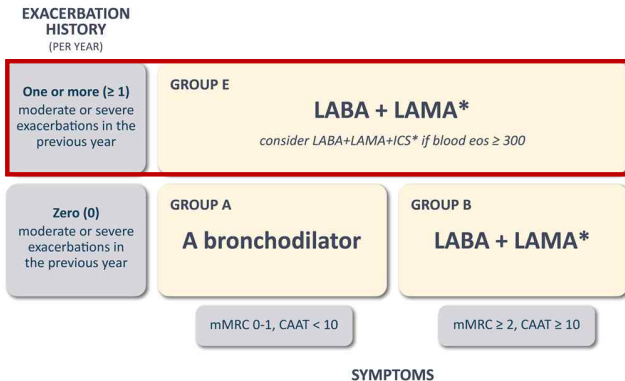 EXACERBATION
HISTORY
(PER YEAR)
One or more (≥ 1)
moderate or severe
exacerbations in the
previous year
GROUP E
LABA + LAMA*
consider LABA+LAMA+ICS* if blood eos ≥ 300
Zero (0)
moderate or severe
exacerbations in
the previous year
GROUP A
A bronchodilator
GROUP B
LABA + LAMA*
mMRC 0-1, CAAT < 10
mMRC ≥ 2, CAAT ≥ 10
SYMPTOMS